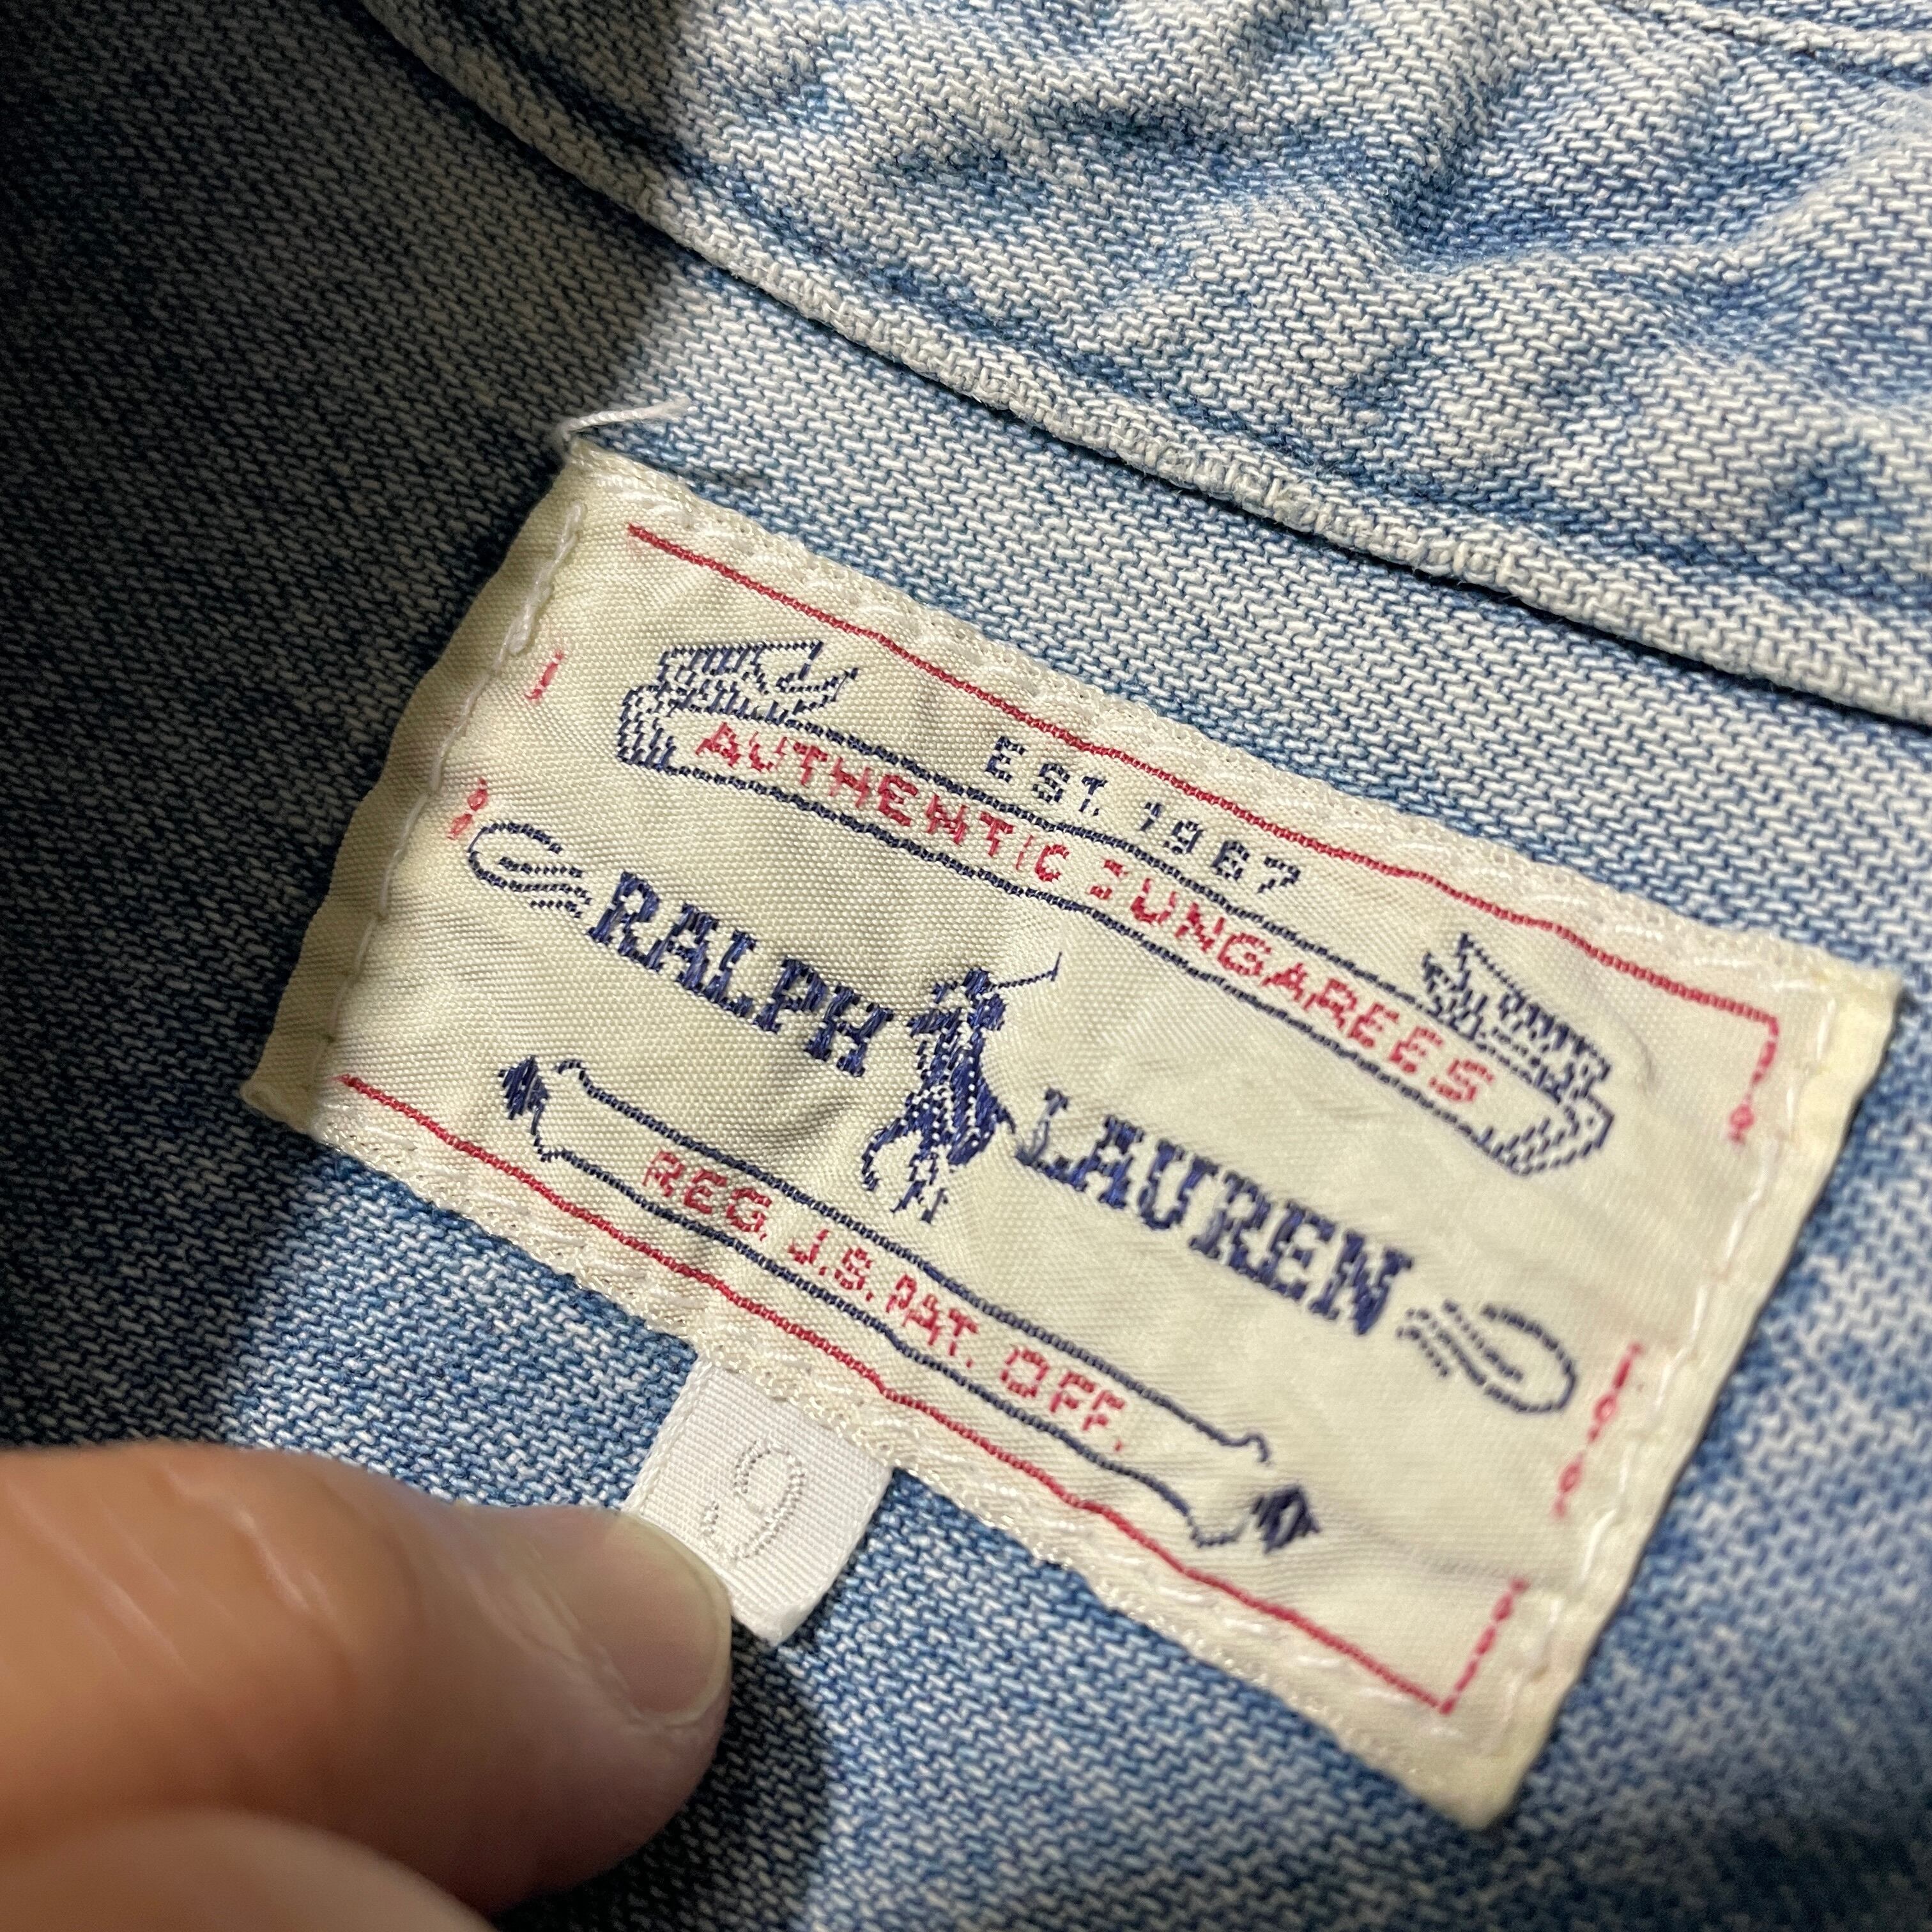 EST. 1967
AUTHENTIC DUNGAREES
RALPH LAUREN
REG. U.S. PAT. OFF.